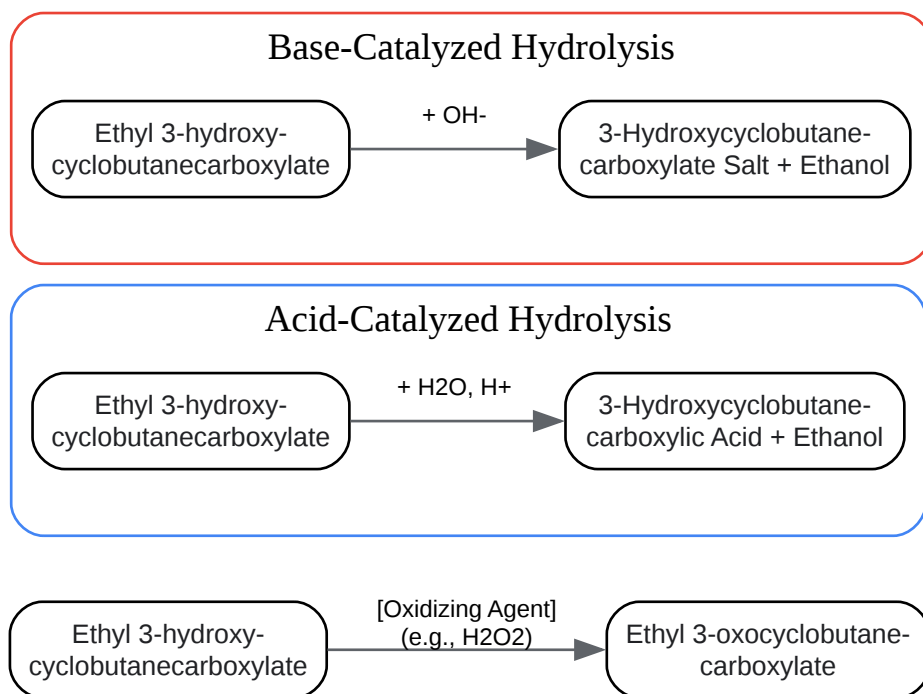 Base-Catalyzed Hydrolysis
Ethyl 3-hydroxy-
cyclobutanecarboxylate
+ OH-
3-Hydroxycyclobutane-
carboxylate Salt + Ethanol
Acid-Catalyzed Hydrolysis
Ethyl 3-hydroxy-
cyclobutanecarboxylate
+ H2O, H+
3-Hydroxycyclobutane-
carboxylic Acid + Ethanol
Ethyl 3-hydroxy-
cyclobutanecarboxylate
[Oxidizing Agent]
(e.g., H2O2)
Ethyl 3-oxocyclobutane-
carboxylate